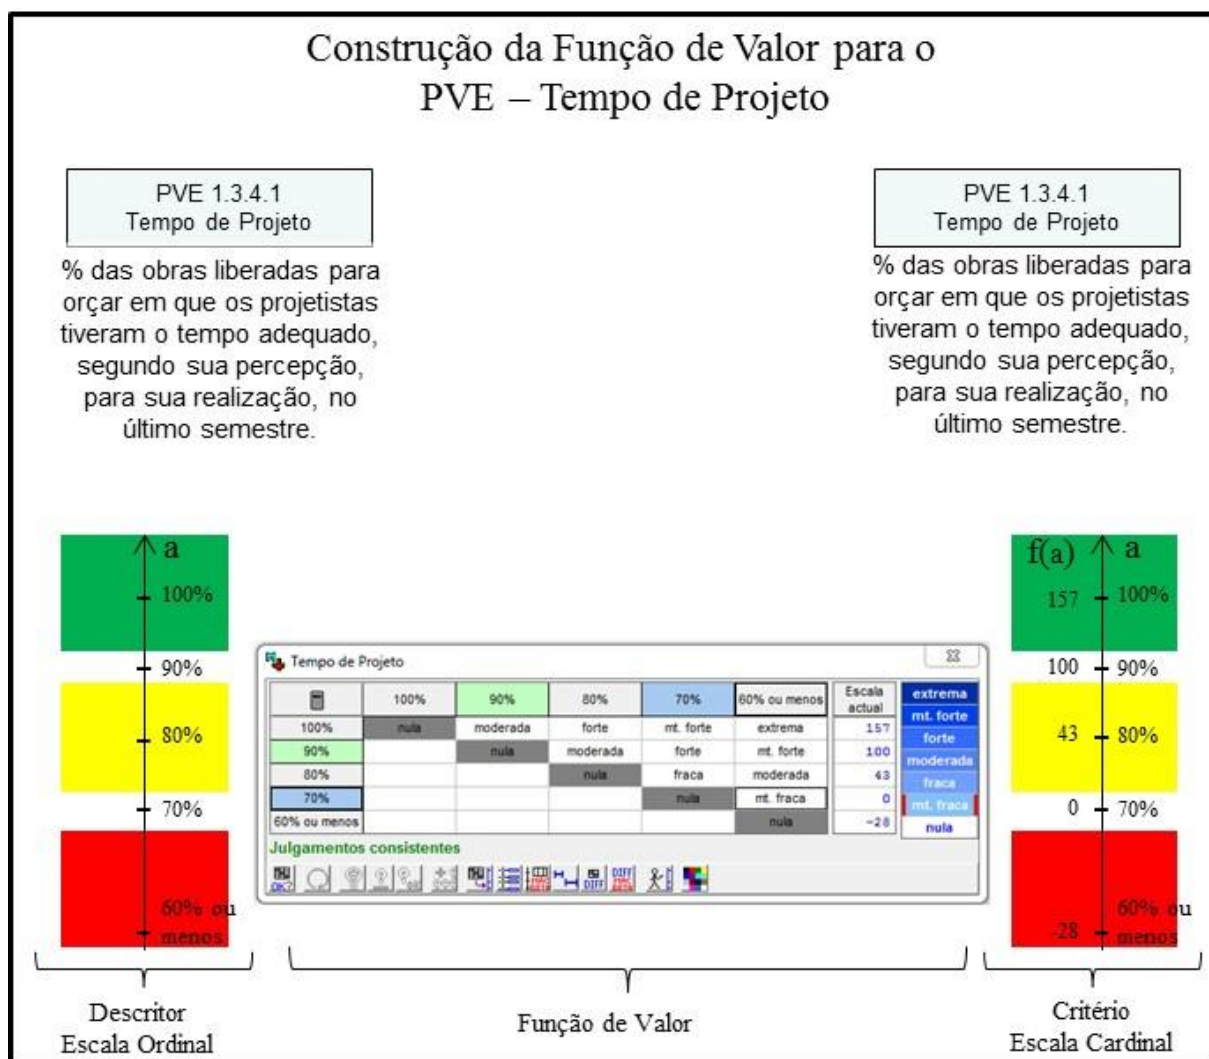 Construção da Função de Valor para o
PVE – Tempo de Projeto
PVE 1.3.4.1
Tempo de Projeto
% das obras liberadas para
orçar em que os projetistas
tiveram o tempo adequado,
segundo sua percepção,
para sua realização, no
último semestre.
PVE 1.3.4.1
Tempo de Projeto
% das obras liberadas para
orçar em que os projetistas
tiveram o tempo adequado,
segundo sua percepção,
para sua realização, no
último semestre.
a
100%
90%
80%
70%
60% ou
menos
Tempo de Projeto
100% 90% 80% 70% 60% ou menos Escala actual
100% nula moderada forte mt. forte extrema 157
90% nula moderada forte mt. forte 100
80% nula fraca moderada 43
70% nula mt. fraca 0
60% ou menos nula -28
extrema
mt. forte
forte
moderada
fraca
mt. fraca
nula
Julgamentos consistentes
OK?
DIFF
DIFF
f(a) a
157 100%
100 90%
43 80%
0 70%
-28 60% ou
menos
Descritor
Escala Ordinal
Função de Valor
Critério
Escala Cardinal